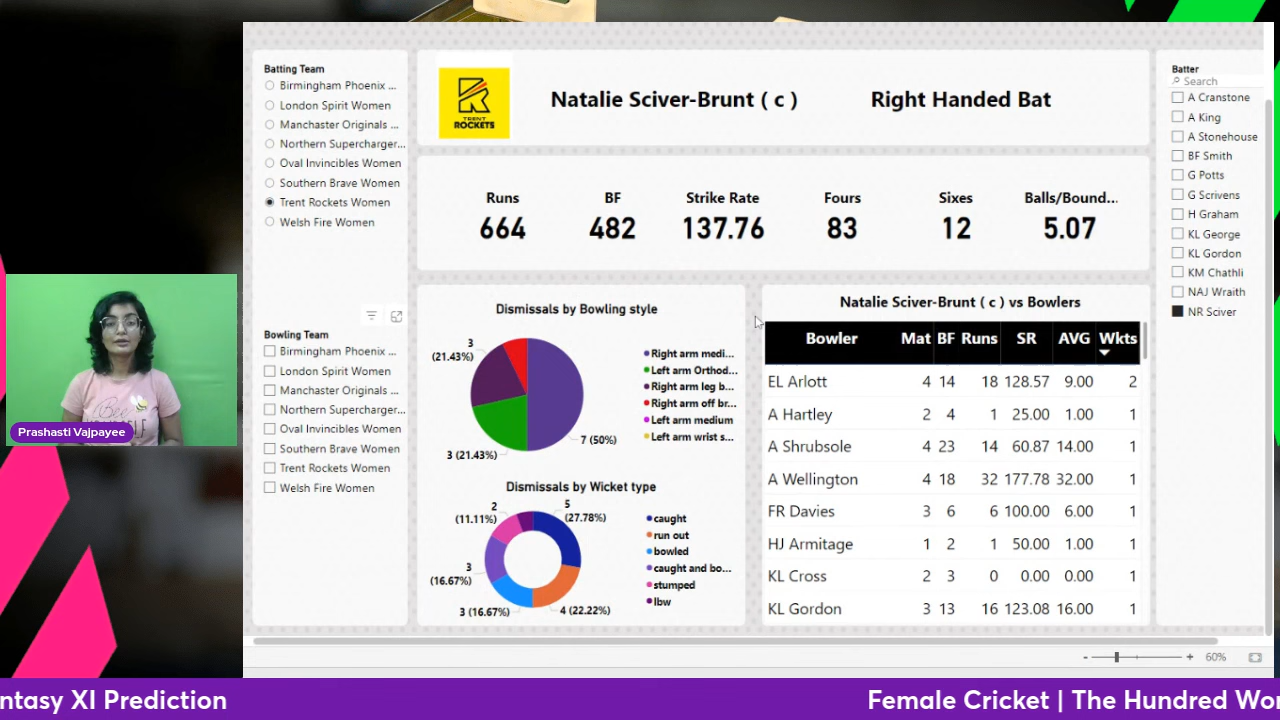 Batting Team
Birmingham Phoenix ...
London Spirit Women
Manchaster Originals ...
Northern Supercharger...
Oval Invincibles Women
Southern Brave Women
Trent Rockets Women
Welsh Fire Women
Bowling Team
Birmingham Phoenix ...
London Spirit Women
Manchaster Originals ...
Northern Supercharger...
Oval Invincibles Women
Southern Brave Women
Trent Rockets Women
Welsh Fire Women
Prashasti Vajpayee
TRENT
ROCKETS
Natalie Sciver-Brunt ( c ) Right Handed Bat
Runs BF Strike Rate Fours Sixes Balls/Bound...
664 482 137.76 83 12 5.07
Dismissals by Bowling style
3
(21.43%)
7 (50%)
3 (21.43%)
Right arm medi...
Left arm Orthod...
Right arm leg b...
Right arm off br...
Left arm medium
Left arm wrist s...
Dismissals by Wicket type
2
(11.11%)
5
(27.78%)
3
(16.67%)
3 (16.67%)
4 (22.22%)
caught
run out
bowled
caught and bo...
stumped
lbw
Natalie Sciver-Brunt ( c ) vs Bowlers
Bowler Mat BF Runs SR AVG Wkts
EL Arlott 4 14 18 128.57 9.00 2
A Hartley 2 4 1 25.00 1.00 1
A Shrubsole 4 23 14 60.87 14.00 1
A Wellington 4 18 32 177.78 32.00 1
FR Davies 3 6 6 100.00 6.00 1
HJ Armitage 1 2 1 50.00 1.00 1
KL Cross 2 3 0 0.00 0.00 1
KL Gordon 3 13 16 123.08 16.00 1
Batter
Search
A Cranstone
A King
A Stonehouse
BF Smith
G Potts
G Scrivens
H Graham
KL George
KL Gordon
KM Chathli
NAJ Wraith
NR Sciver
- + 60%
ntasy XI Prediction Female Cricket | The Hundred Wo